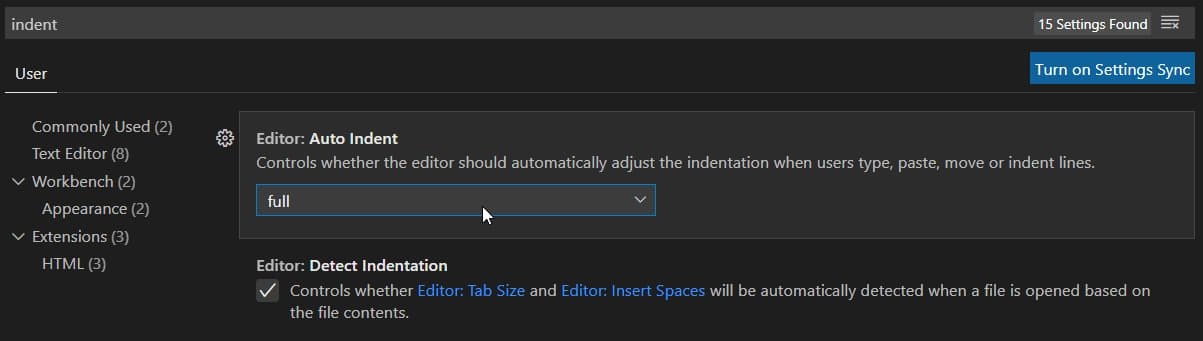 indent
15 Settings Found
User
Turn on Settings Sync
Commonly Used (2)
Text Editor (8)
Workbench (2)
Appearance (2)
Extensions (3)
HTML (3)
Editor: Auto Indent
Controls whether the editor should automatically adjust the indentation when users type, paste, move or indent lines.
full
Editor: Detect Indentation
Controls whether Editor: Tab Size and Editor: Insert Spaces will be automatically detected when a file is opened based on
the file contents.